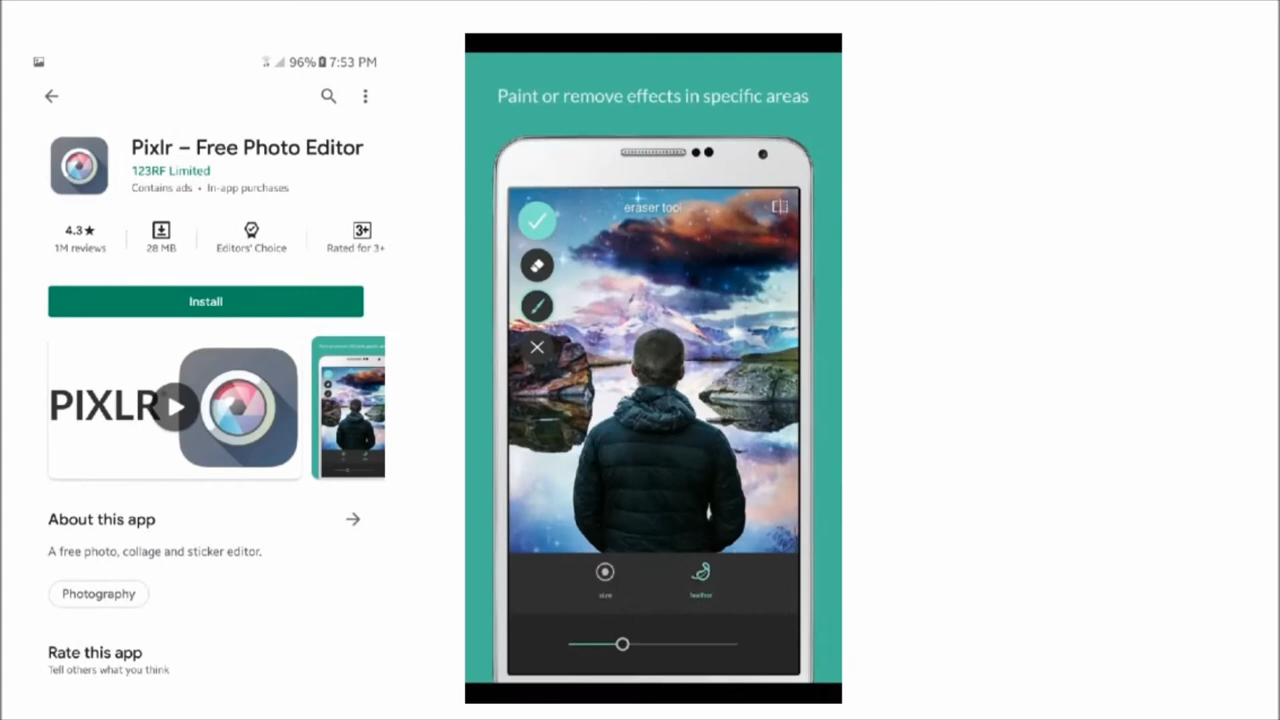 96% 7:53 PM
Pixlr – Free Photo Editor
123RF Limited
Contains ads • In-app purchases
4.3★
1M reviews
28 MB
Editors' Choice
3+
Rated for 3+
Install
PIXLR
About this app
A free photo, collage and sticker editor.
Photography
Rate this app
Tell others what you think
Paint or remove effects in specific areas
eraser tool
size
feather